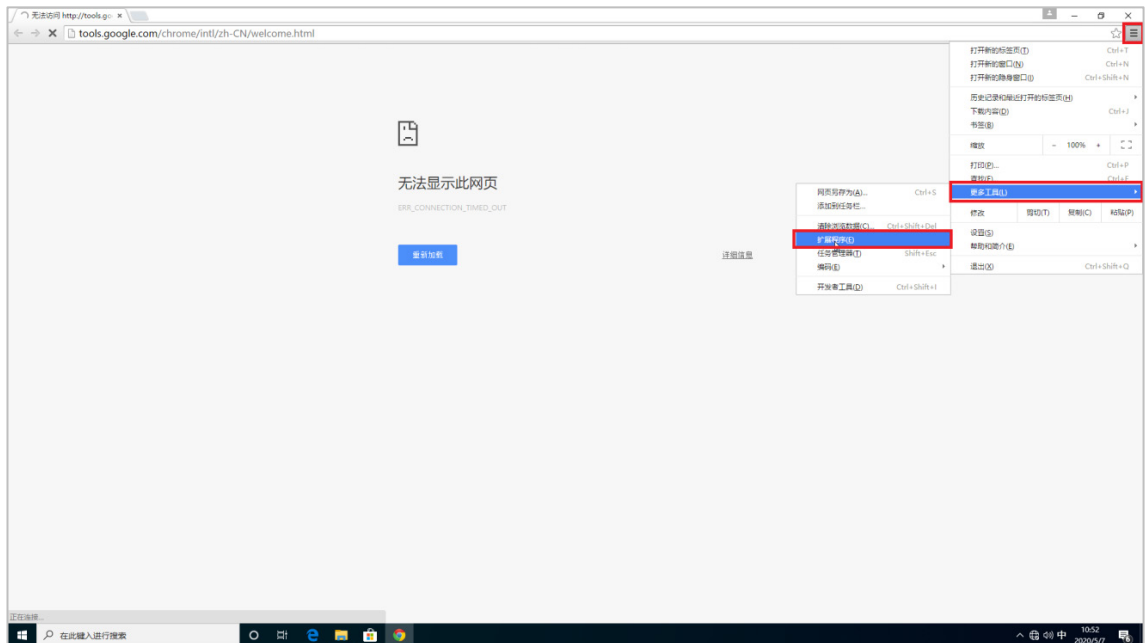 无法访问 http://tools.go
tools.google.com/chrome/intl/zh-CN/welcome.html
打开新的标签页(T) Ctrl+T
打开新的窗口(N) Ctrl+N
打开新的隐身窗口(I) Ctrl+Shift+N
历史记录和最近打开的标签页(H)
下载内容(D) Ctrl+J
书签(B)
缩放 - 100% +
打印(P)... Ctrl+P
查找(F)... Ctrl+F
更多工具(L)
修改 剪切(T) 复制(C) 粘贴(P)
设置(S)
帮助和简介(E)
退出(X) Ctrl+Shift+Q
网页另存为(A)... Ctrl+S
添加到任务栏...
清除浏览数据(C)... Ctrl+Shift+Del
扩展程序(E)
任务管理器(T) Shift+Esc
编码(E)
开发者工具(D) Ctrl+Shift+I
无法显示此网页
ERR_CONNECTION_TIMED_OUT
重新加载
详细信息
正在连接...
在此键入进行搜索
中
10:52
2020/5/7